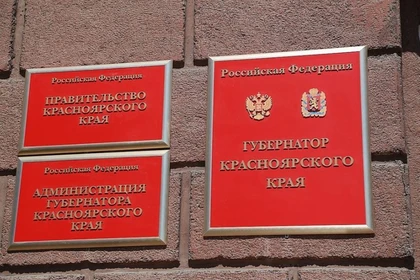 Российская Федерация
ПРАВИТЕЛЬСТВО
КРАСНОЯРСКОГО
КРАЯ
Российская Федерация
АДМИНИСТРАЦИЯ
ГУБЕРНАТОРА
КРАСНОЯРСКОГО
КРАЯ
Российская Федерация
ГУБЕРНАТОР
КРАСНОЯРСКОГО
КРАЯ